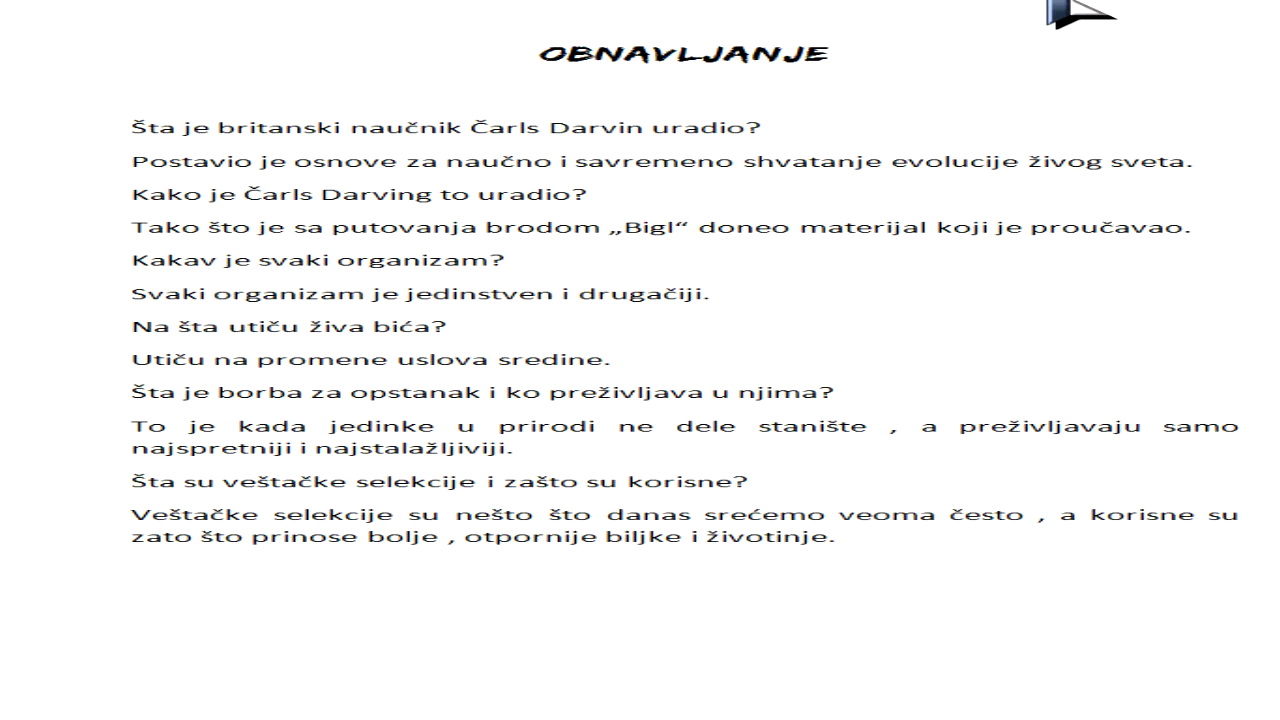 OBNAVLJANJE
Šta je britanski naučnik Čarls Darvin uradio?
Postavio je osnove za naučno i savremeno shvatanje evolucije živog sveta.
Kako je Čarls Darving to uradio?
Tako što je sa putovanja brodom „Bigl“ doneo materijal koji je proučavao.
Kakav je svaki organizam?
Svaki organizam je jedinstven i drugačiji.
Na šta utiču živa bića?
Utiču na promene uslova sredine.
Šta je borba za opstanak i ko preživljava u njima?
To je kada jedinke u prirodi ne dele stanište , a preživljavaju samo
najspretniji i najstalažljiviji.
Šta su veštačke selekcije i zašto su korisne?
Veštačke selekcije su nešto što danas srećemo veoma često , a korisne su
zato što prinose bolje , otpornije biljke i životinje.